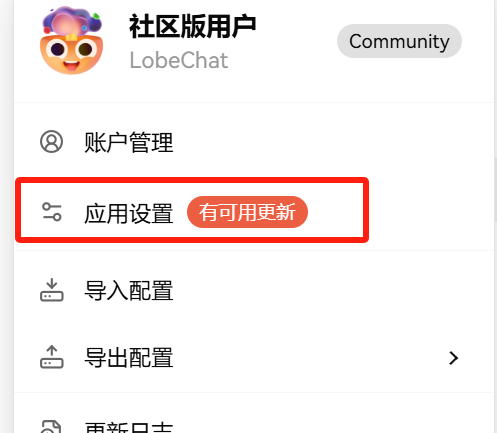 社区版用户
LobeChat
Community
账户管理
应用设置 有可用更新
导入配置
导出配置
更新日志